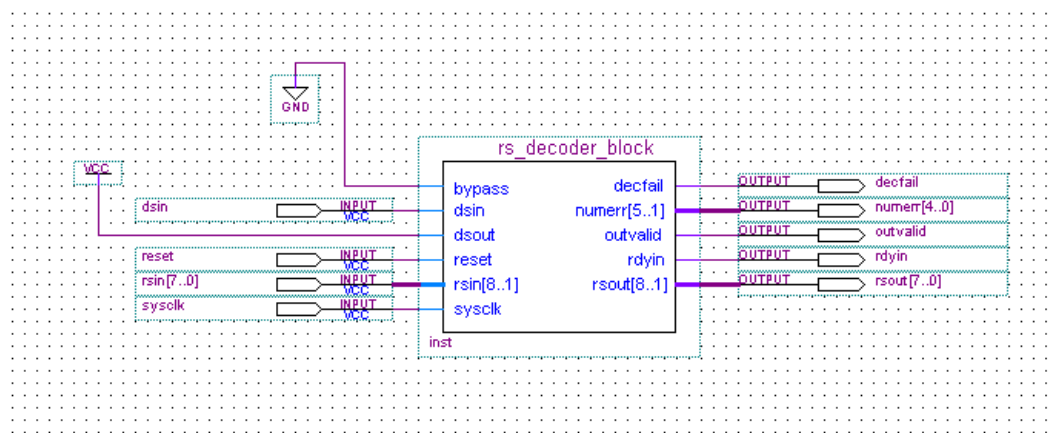 GND
rs_decoder_block
VCC
bypass decfail OUTPUT decfail
dsin INPUT VCC dsin numerr[5..1] OUTPUT numerr[4..0]
dsout outvalid OUTPUT outvalid
reset INPUT VCC reset rdyin OUTPUT rdyin
rsin[7..0] INPUT VCC rsin[8..1] rsout[8..1] OUTPUT rsout[7..0]
sysclk INPUT VCC sysclk
inst